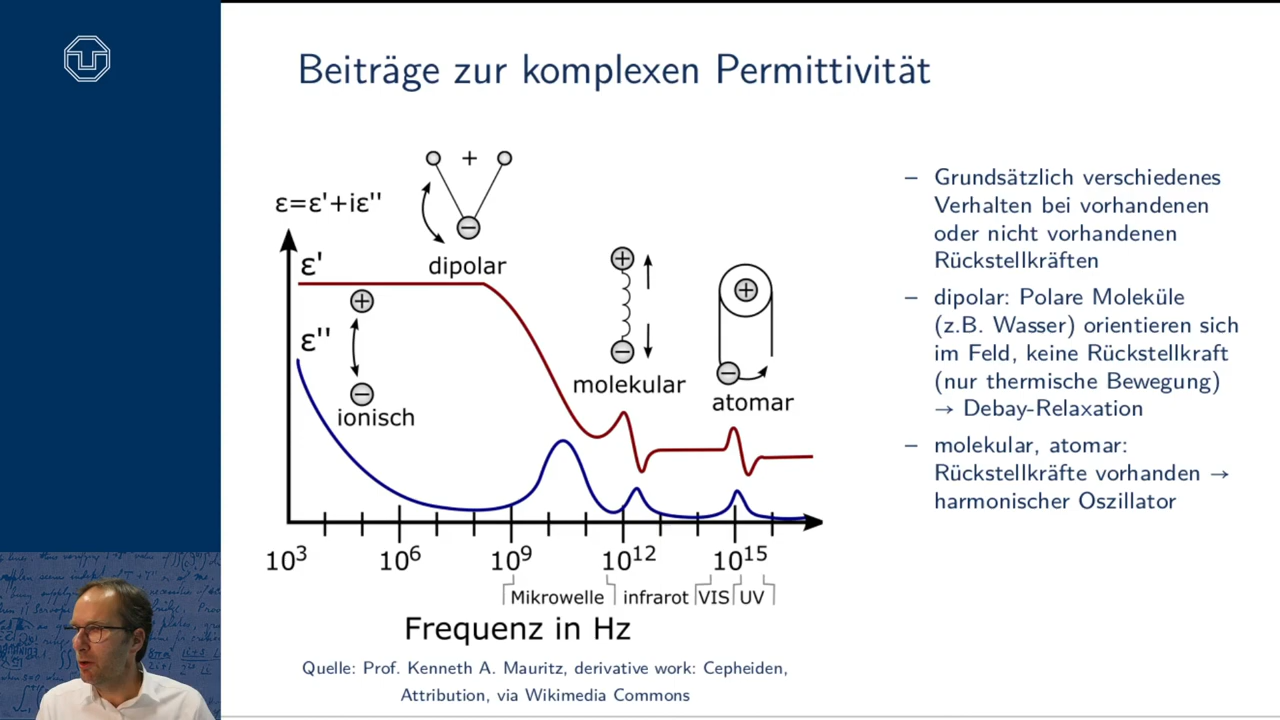 Beiträge zur komplexen Permittivität
ε=ε'+iε''
+
dipolar
ε'
ε''
ionisch
molekular
atomar
10³ 10⁶ 10⁹ 10¹² 10¹⁵
Mikrowelle infrarot VIS UV
Frequenz in Hz
Quelle: Prof. Kenneth A. Mauritz, derivative work: Cepheiden,
Attribution, via Wikimedia Commons
– Grundsätzlich verschiedenes
Verhalten bei vorhandenen
oder nicht vorhandenen
Rückstellkräften
– dipolar: Polare Moleküle
(z.B. Wasser) orientieren sich
im Feld, keine Rückstellkraft
(nur thermische Bewegung)
→ Debay-Relaxation
– molekular, atomar:
Rückstellkräfte vorhanden →
harmonischer Oszillator